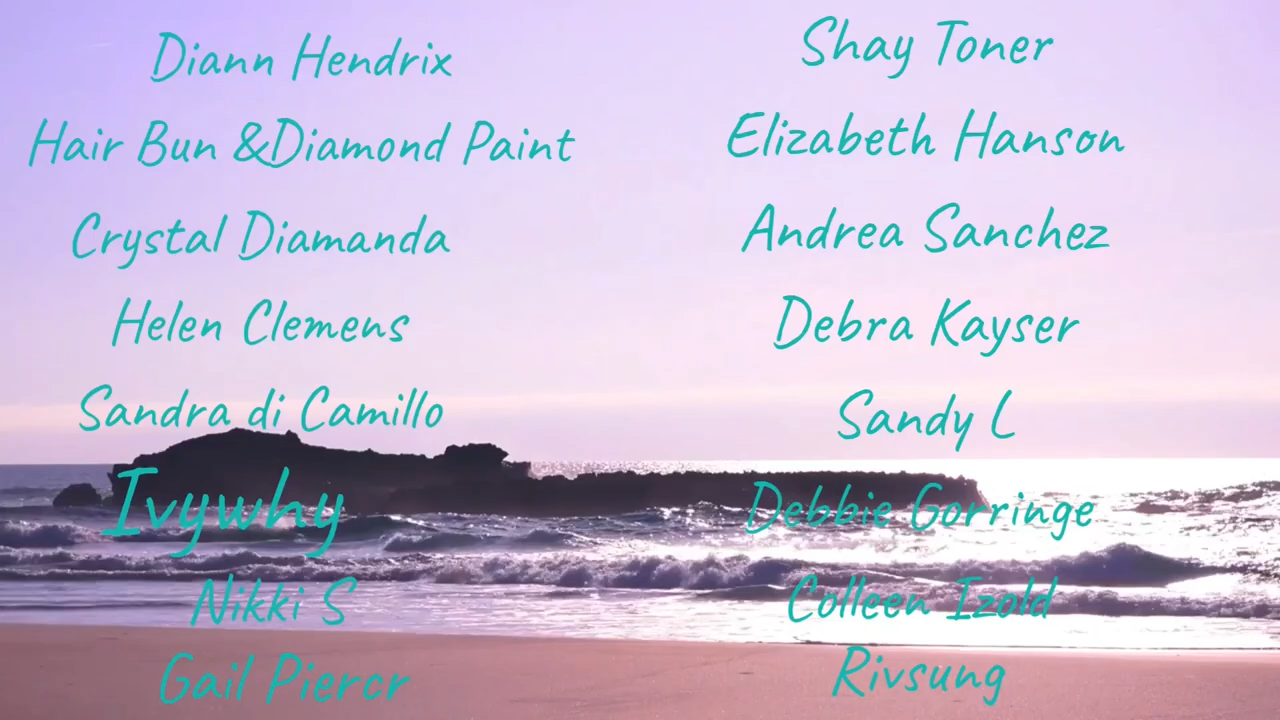 Diann Hendrix
Hair Bun &Diamond Paint
Crystal Diamanda
Helen Clemens
Sandra di Camillo
Ivywhy
Nikki S
Gail Piercr
Shay Toner
Elizabeth Hanson
Andrea Sanchez
Debra Kayser
Sandy L
Debbie Gorringe
Colleen Izold
Rivsung